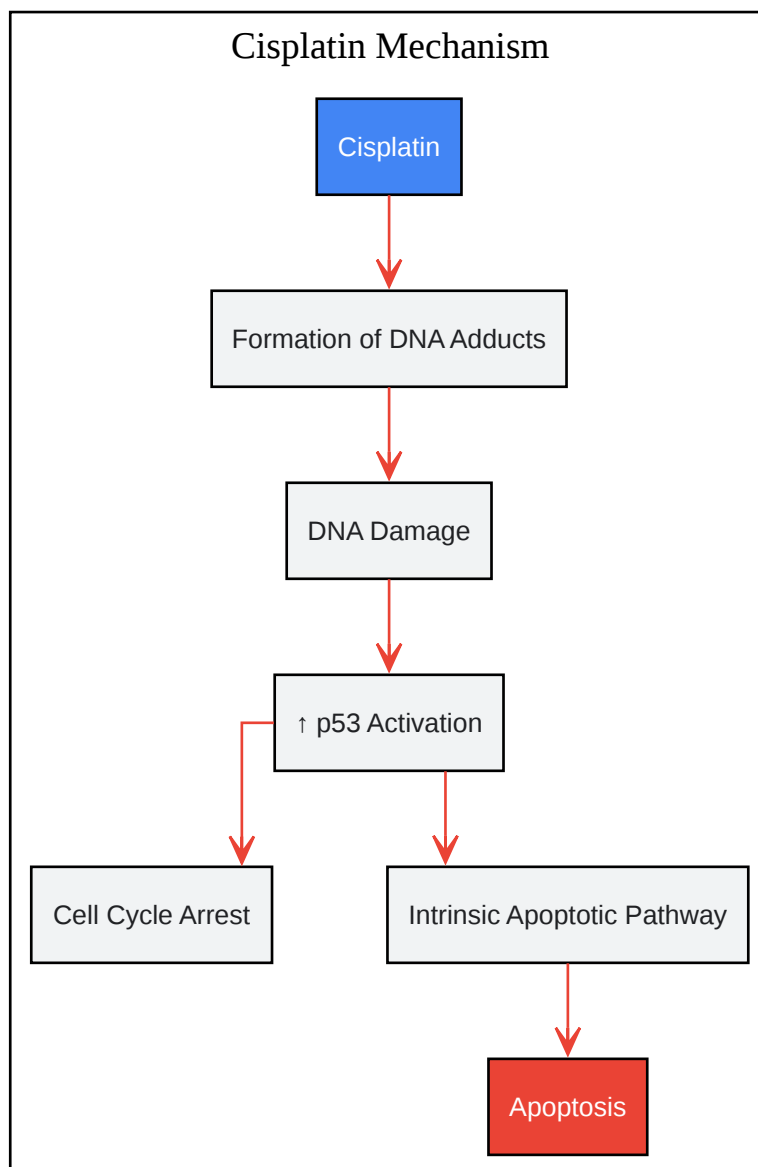 Cisplatin Mechanism
Cisplatin
Formation of DNA Adducts
DNA Damage
↑ p53 Activation
Cell Cycle Arrest
Intrinsic Apoptotic Pathway
Apoptosis